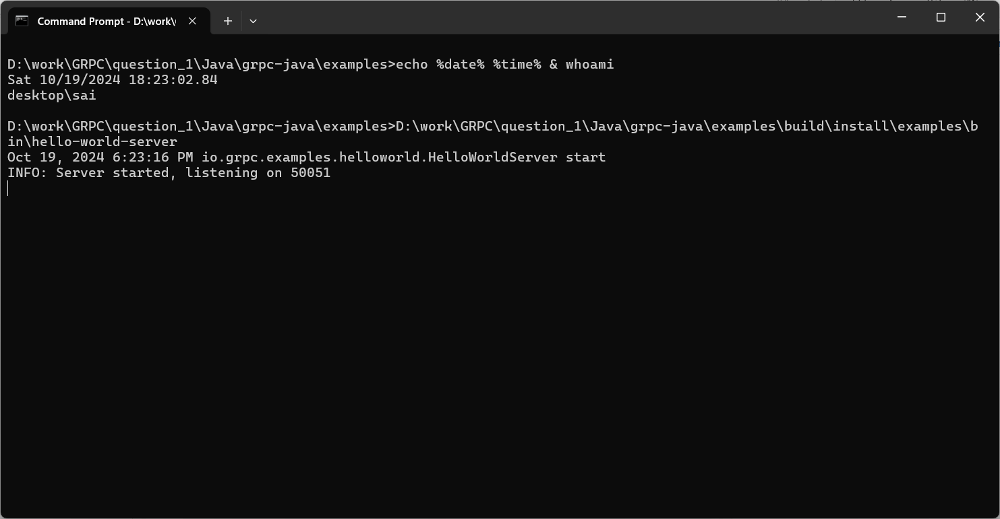 Command Prompt - D:\work\
D:\work\GRPC\question_1\Java\grpc-java\examples>echo %date% %time% & whoami
Sat 10/19/2024 18:23:02.84
desktop\sai
D:\work\GRPC\question_1\Java\grpc-java\examples>D:\work\GRPC\question_1\Java\grpc-java\examples\build\install\examples\b
in\hello-world-server
Oct 19, 2024 6:23:16 PM io.grpc.examples.helloworld.HelloWorldServer start
INFO: Server started, listening on 50051